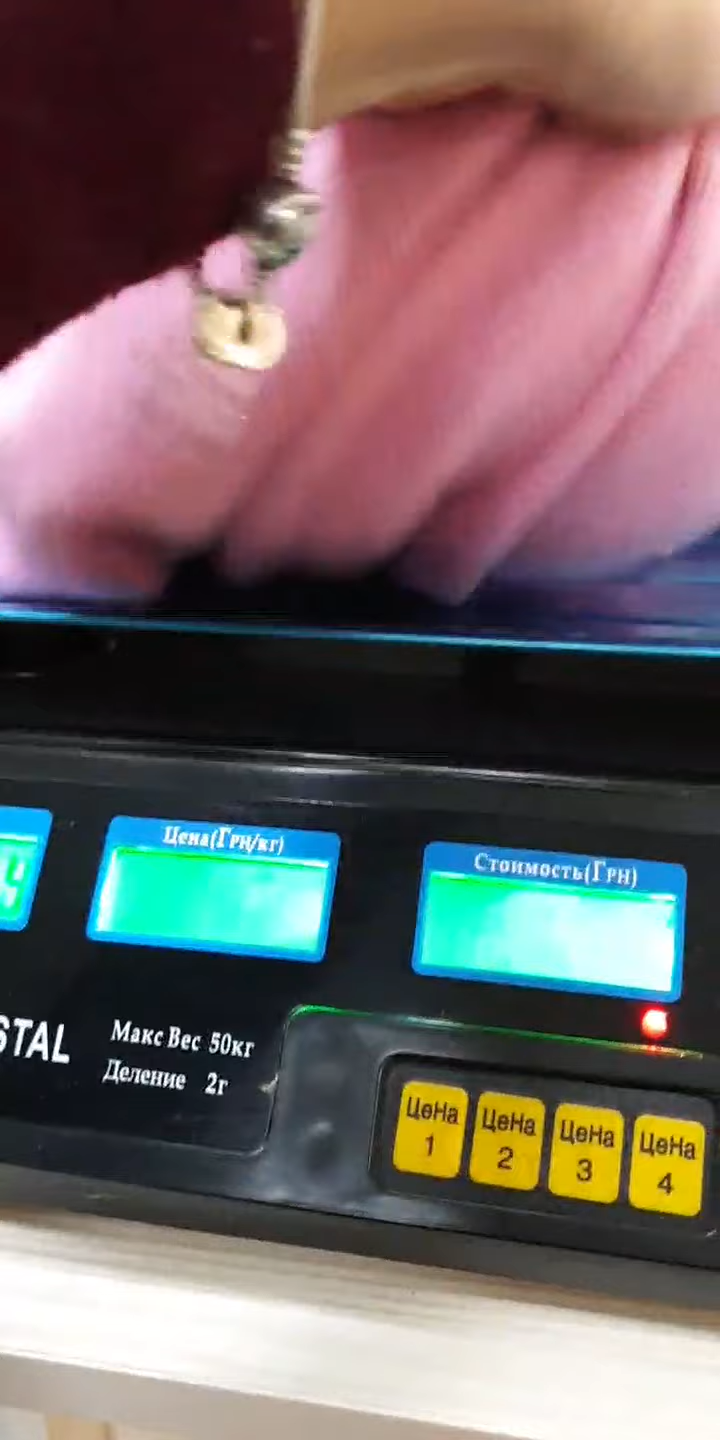 Цена(Грн/кг)
Стоимость(Грн)
STAL
Макс Вес 50кг
Деление 2г
Цена
1
Цена
2
Цена
3
Цена
4